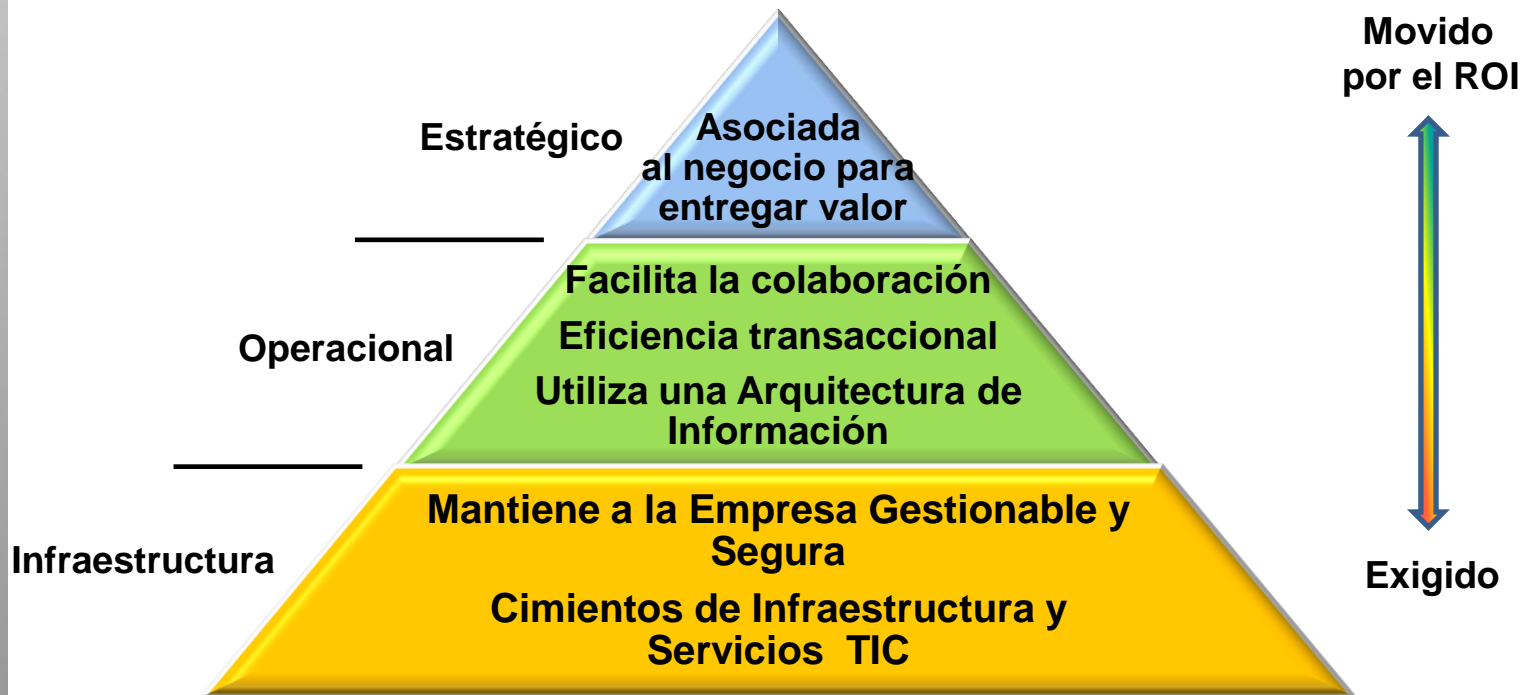 Movido
por el ROI
Estratégico
Asociada
al negocio para
entregar valor
Facilita la colaboración
Operacional
Eficiencia transaccional
Utiliza una Arquitectura de
Información
Mantiene a la Empresa Gestionable y
Segura
Infraestructura
Exigido
Cimientos de Infraestructura y
Servicios TIC